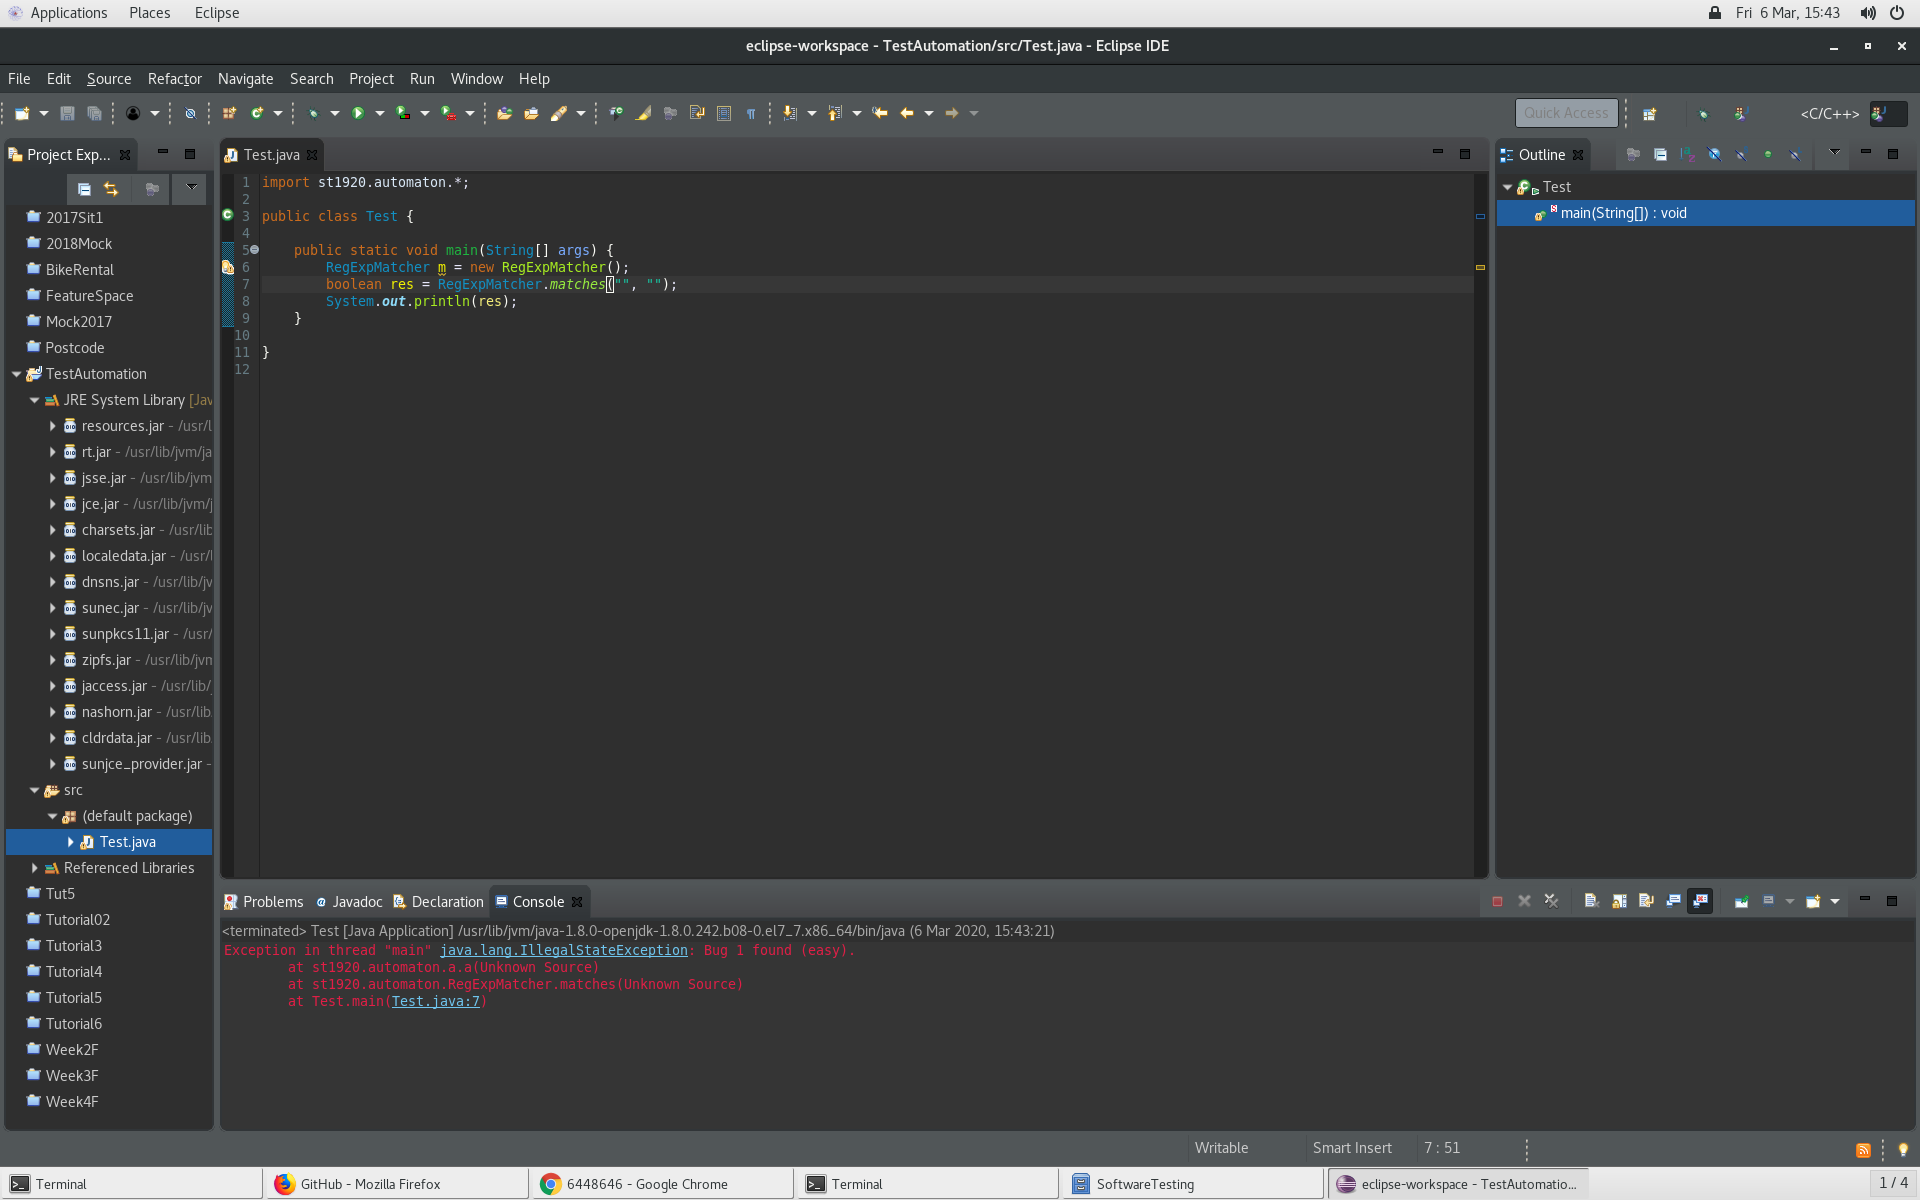 Applications Places Eclipse Fri 6 Mar, 15:43
eclipse-workspace - TestAutomation/src/Test.java - Eclipse IDE
File Edit Source Refactor Navigate Search Project Run Window Help
Quick Access <C/C++>
Project Exp...
2017Sit1
2018Mock
BikeRental
FeatureSpace
Mock2017
Postcode
TestAutomation
JRE System Library [Jav
resources.jar - /usr/l
rt.jar - /usr/lib/jvm/ja
jsse.jar - /usr/lib/jvm
jce.jar - /usr/lib/jvm/j
charsets.jar - /usr/lib
localedata.jar - /usr/l
dnsns.jar - /usr/lib/jv
sunec.jar - /usr/lib/jv
sunpkcs11.jar - /usr/
zipfs.jar - /usr/lib/jvm
jaccess.jar - /usr/lib/
nashorn.jar - /usr/lib
cldrdata.jar - /usr/lib
sunjce_provider.jar -
src
(default package)
Test.java
Referenced Libraries
Tut5
Tutorial02
Tutorial3
Tutorial4
Tutorial5
Tutorial6
Week2F
Week3F
Week4F
Test.java
1 import st1920.automaton.*;
2
3 public class Test {
4
5 public static void main(String[] args) {
6 RegExpMatcher m = new RegExpMatcher();
7 boolean res = RegExpMatcher.matches("", "");
8 System.out.println(res);
9 }
10
11 }
12
Outline
Test
main(String[]) : void
Problems Javadoc Declaration Console
<terminated> Test [Java Application] /usr/lib/jvm/java-1.8.0-openjdk-1.8.0.242.b08-0.el7_7.x86_64/bin/java (6 Mar 2020, 15:43:21)
Exception in thread "main" java.lang.IllegalStateException: Bug 1 found (easy).
at st1920.automaton.a.a(Unknown Source)
at st1920.automaton.RegExpMatcher.matches(Unknown Source)
at Test.main(Test.java:7)
Writable Smart Insert 7 : 51
Terminal GitHub - Mozilla Firefox 6448646 - Google Chrome Terminal SoftwareTesting eclipse-workspace - TestAutomatio... 1 / 4